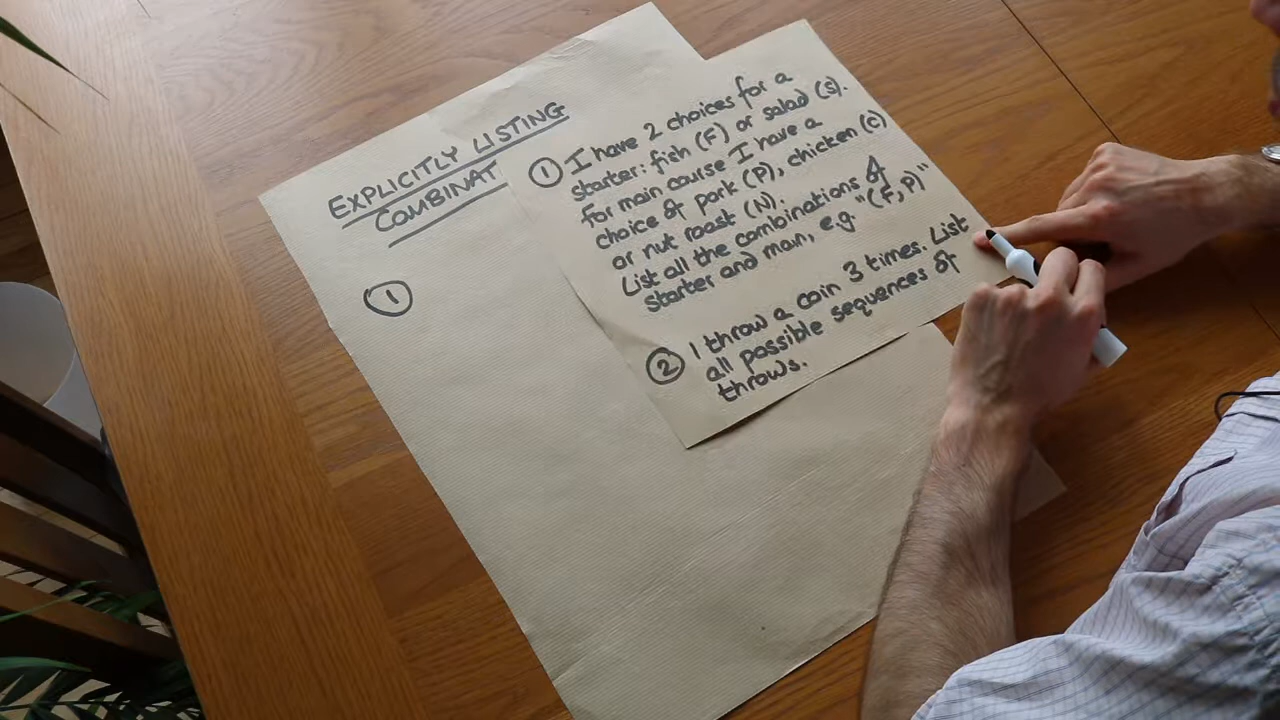 EXPLICITLY LISTING
COMBINAT
①
① I have 2 choices for a
starter: fish (F) or salad (S).
For main course I have a
choice of pork (P), chicken (C)
or nut roast (N).
List all the combinations of
starter and main, e.g. "(F,P)"
② I throw a coin 3 times. List
all possible sequences of
throws.